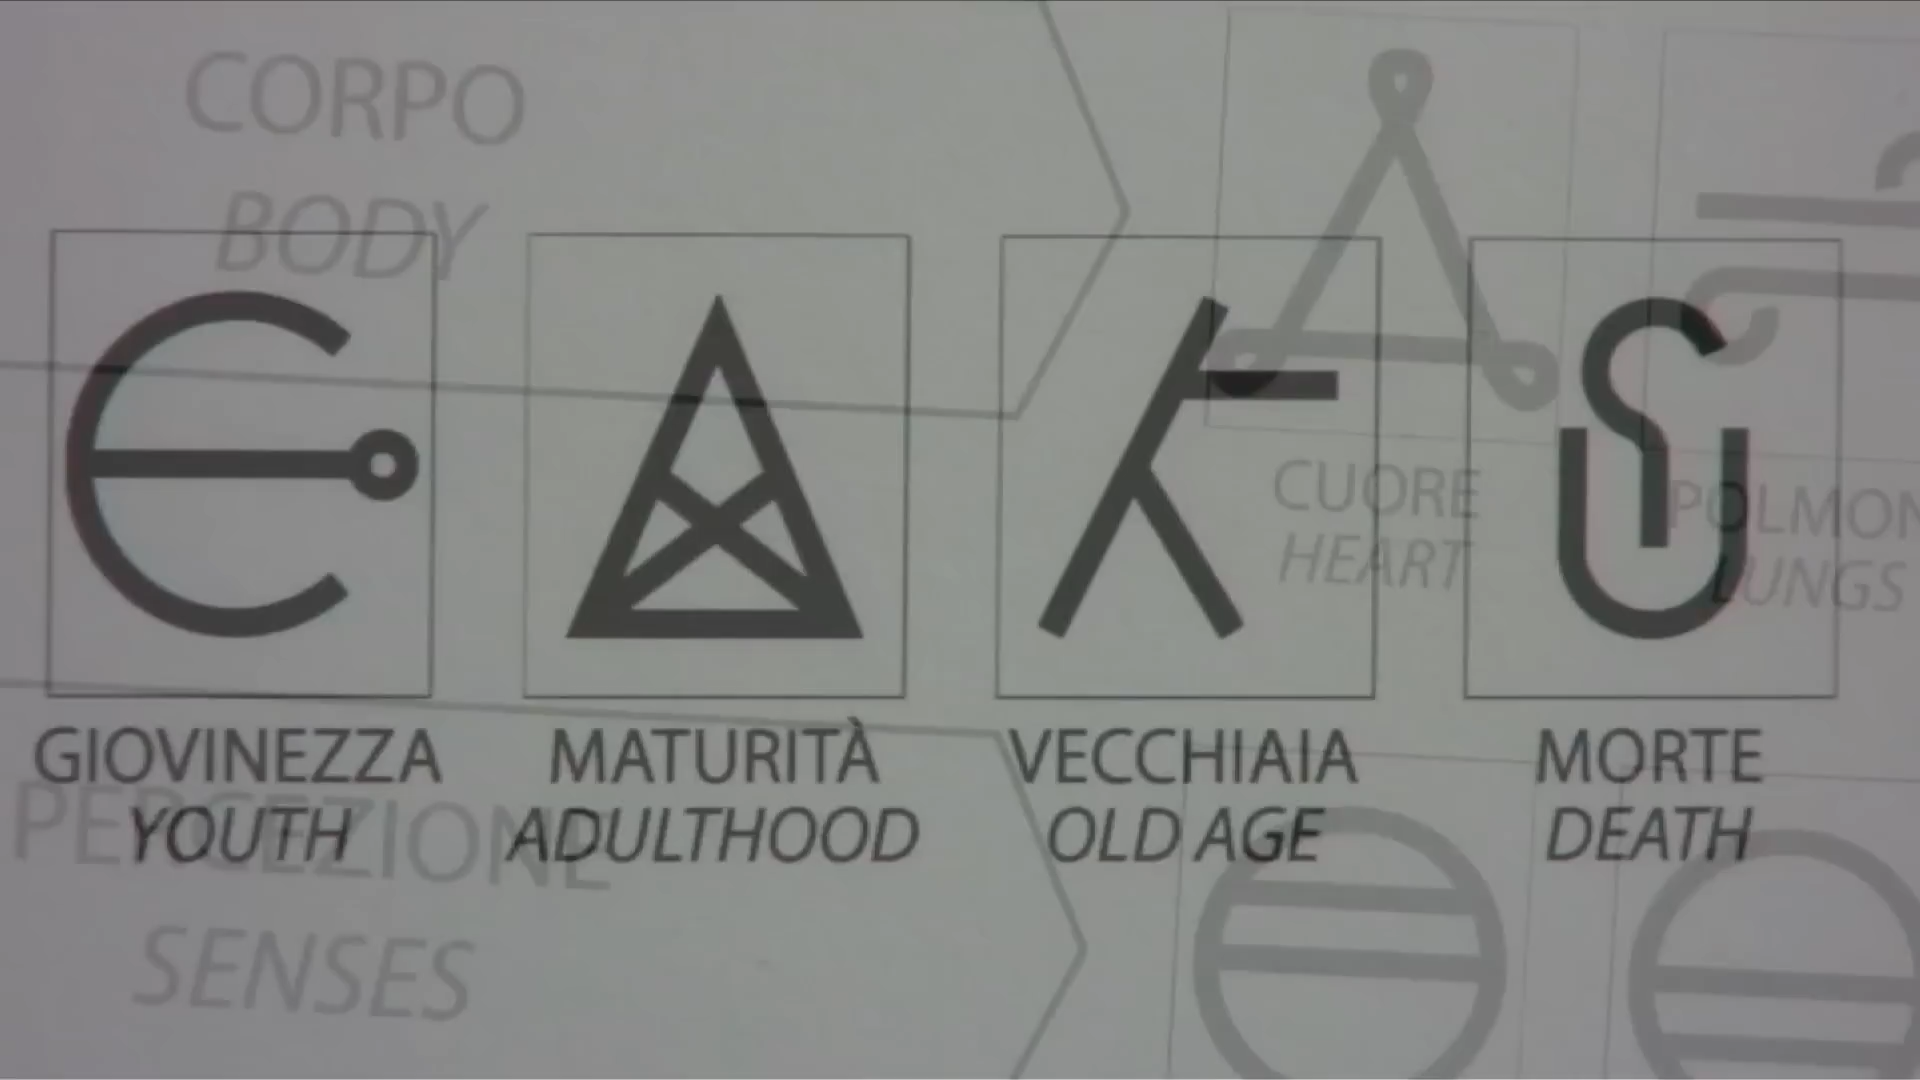 CORPO
BODY
CUORE
HEART
POLMON
LUNGS
GIOVINEZZA
YOUTH
MATURITÀ
ADULTHOOD
VECCHIAIA
OLD AGE
MORTE
DEATH
PERCEZIONE
SENSES